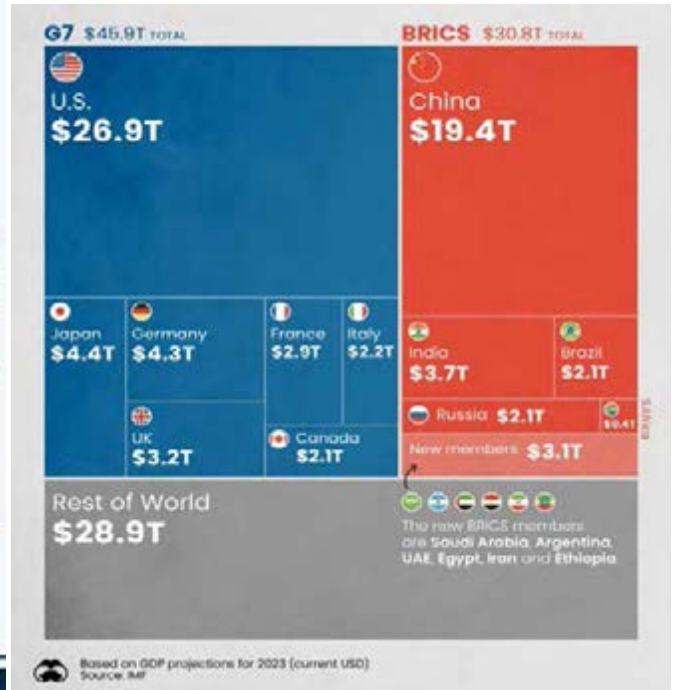 G7 $45.9T TOTAL
BRICS $30.8T TOTAL
U.S.
$26.9T
China
$19.4T
Japan
$4.4T
Germany
$4.3T
France
$2.9T
Italy
$2.2T
UK
$3.2T
Canada
$2.1T
India
$3.7T
Brazil
$2.1T
Russia $2.1T
$0.4T
S.Africa
New members $3.1T
Rest of World
$28.9T
The new BRICS members
are Saudi Arabia, Argentina,
UAE, Egypt, Iran and Ethiopia.
Based on GDP projections for 2023 (current USD)
Source: IMF